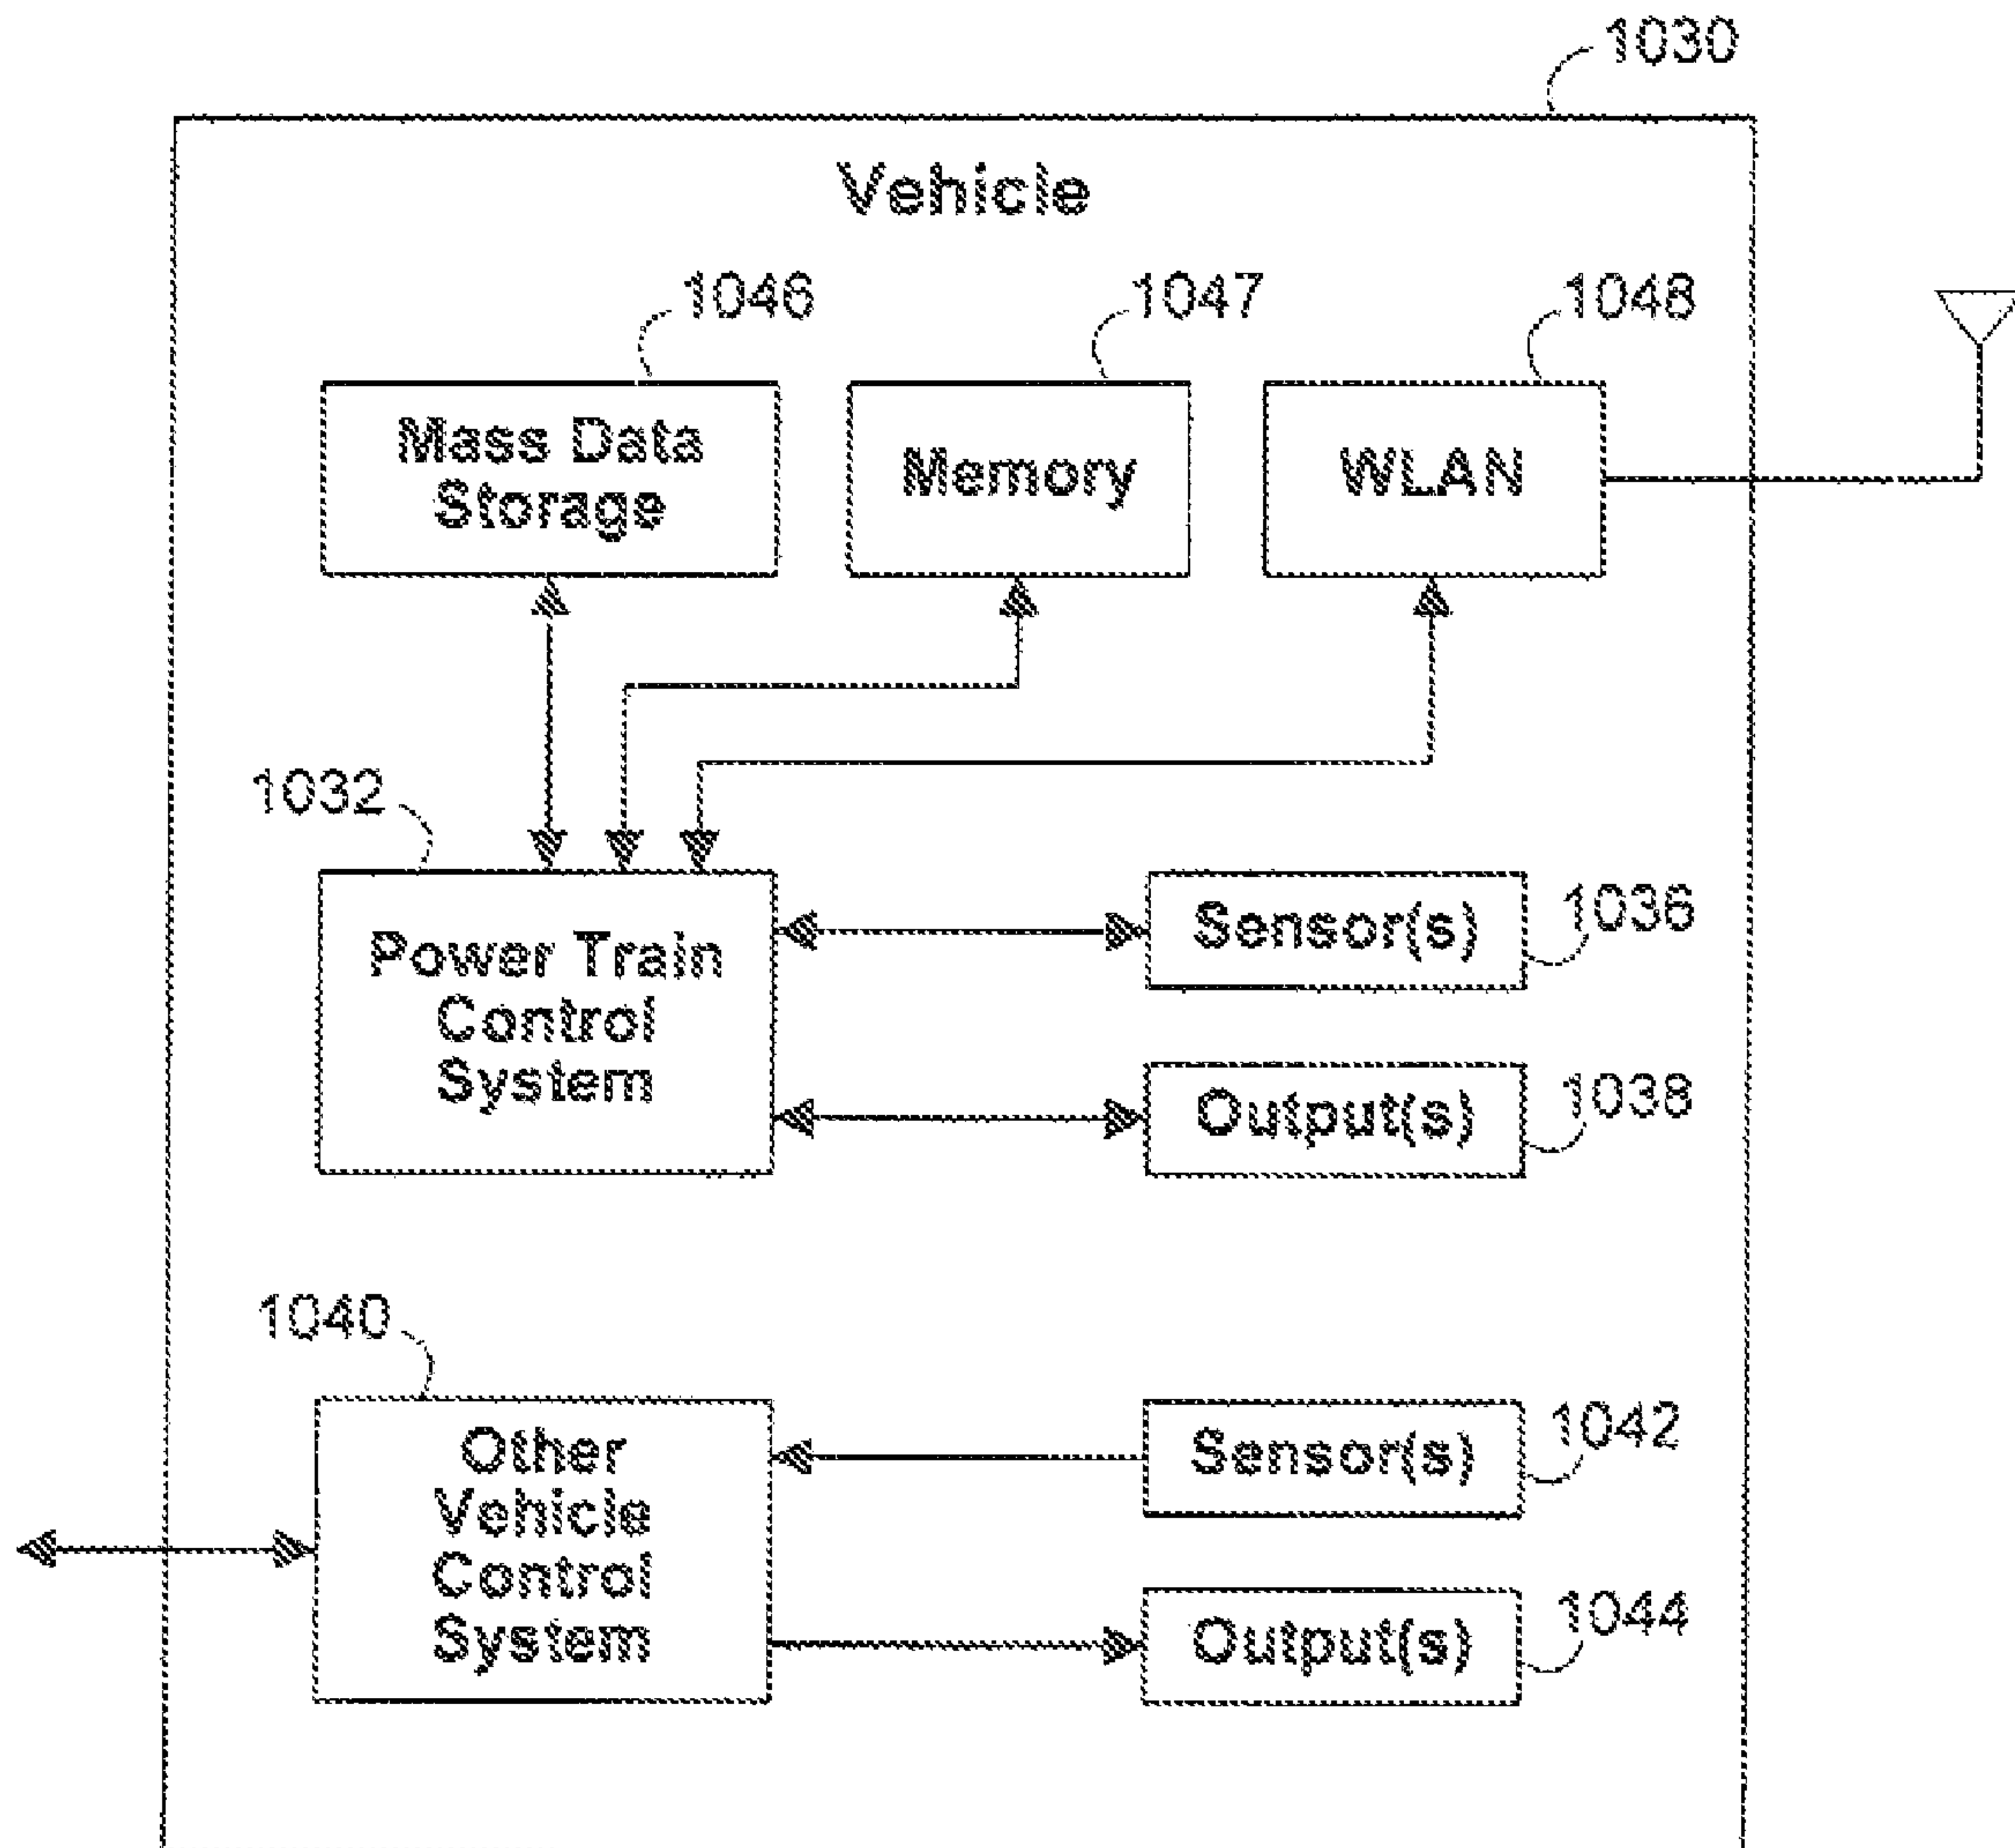 1030
Vehicle
1046
1047
1048
Mass Data
Storage
Memory
WLAN
1032
Power Train
Control
System
Sensor(s)
1036
Output(s)
1038
1040
Other
Vehicle
Control
System
Sensor(s)
1042
Output(s)
1044